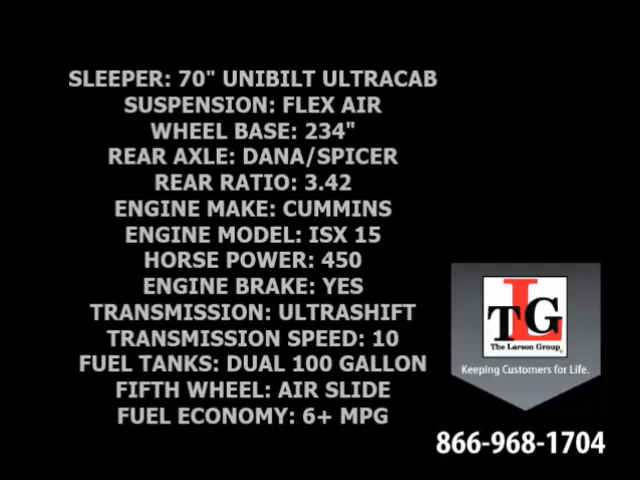 SLEEPER: 70" UNIBILT ULTRACAB
SUSPENSION: FLEX AIR
WHEEL BASE: 234"
REAR AXLE: DANA/SPICER
REAR RATIO: 3.42
ENGINE MAKE: CUMMINS
ENGINE MODEL: ISX 15
HORSE POWER: 450
ENGINE BRAKE: YES
TRANSMISSION: ULTRASHIFT
TRANSMISSION SPEED: 10
FUEL TANKS: DUAL 100 GALLON
FIFTH WHEEL: AIR SLIDE
FUEL ECONOMY: 6+ MPG
TLG
The Larson Group
Keeping Customers for Life.
866-968-1704